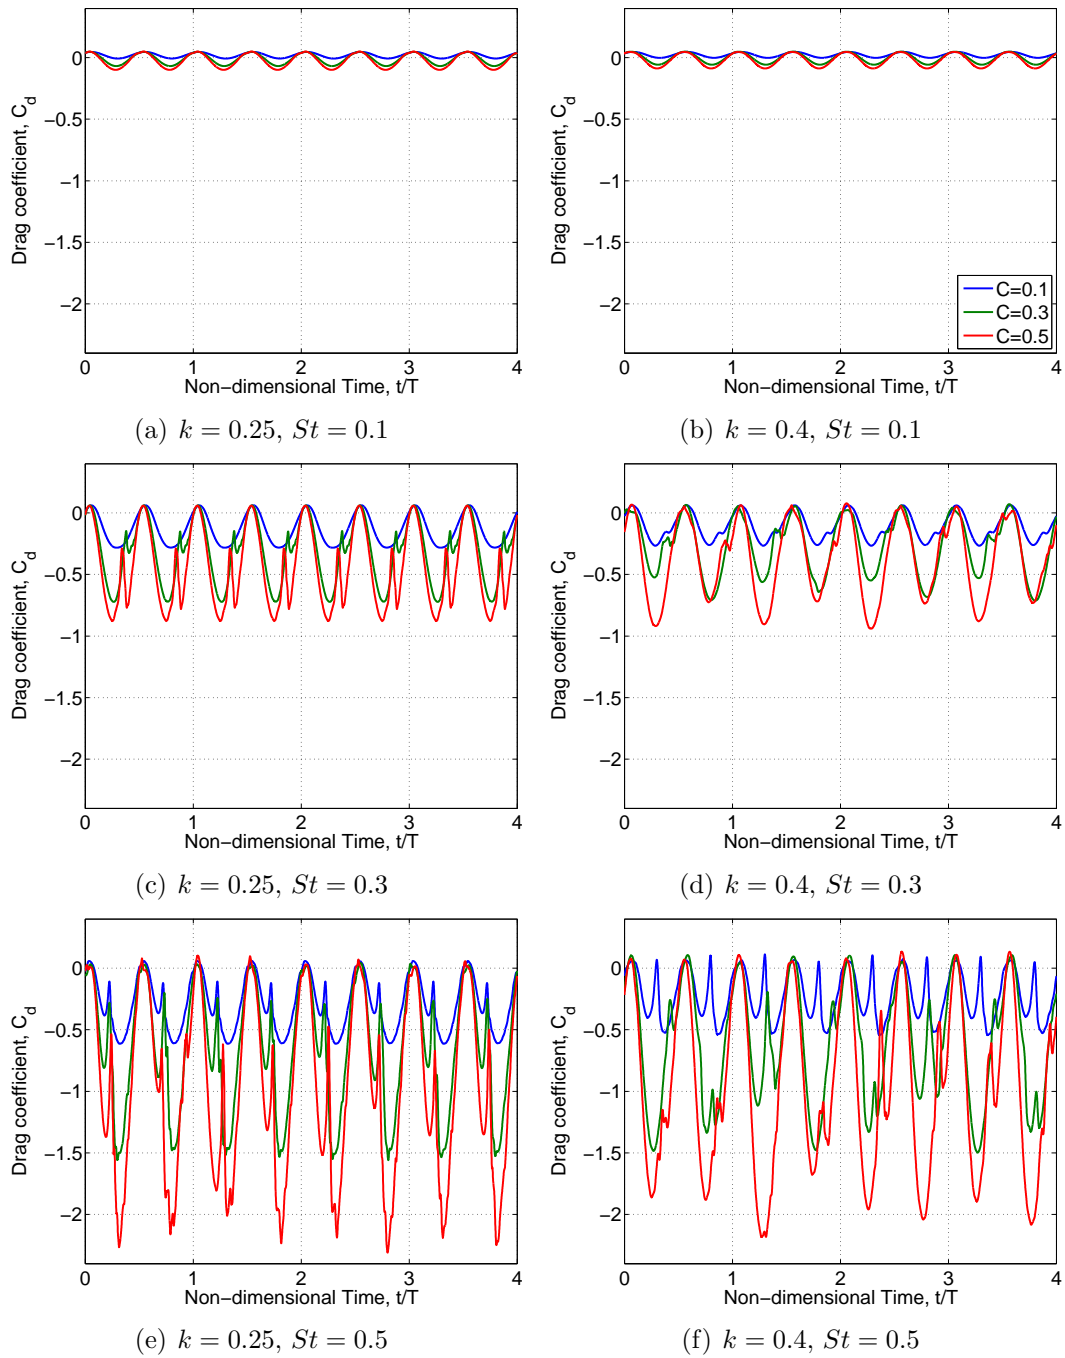 0
−0.5
−1
−1.5
−2
Drag coefficient, C_d
0 1 2 3 4
Non−dimensional Time, t/T
(a) k = 0.25, St = 0.1
0
−0.5
−1
−1.5
−2
Drag coefficient, C_d
C=0.1
C=0.3
C=0.5
0 1 2 3 4
Non−dimensional Time, t/T
(b) k = 0.4, St = 0.1
0
−0.5
−1
−1.5
−2
Drag coefficient, C_d
0 1 2 3 4
Non−dimensional Time, t/T
(c) k = 0.25, St = 0.3
0
−0.5
−1
−1.5
−2
Drag coefficient, C_d
0 1 2 3 4
Non−dimensional Time, t/T
(d) k = 0.4, St = 0.3
0
−0.5
−1
−1.5
−2
Drag coefficient, C_d
0 1 2 3 4
Non−dimensional Time, t/T
(e) k = 0.25, St = 0.5
0
−0.5
−1
−1.5
−2
Drag coefficient, C_d
0 1 2 3 4
Non−dimensional Time, t/T
(f) k = 0.4, St = 0.5